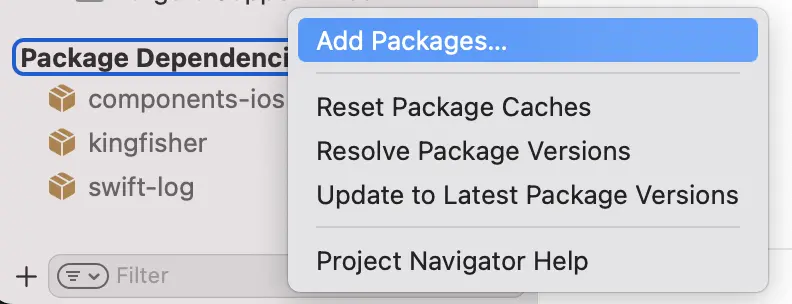 Package Dependenci
components-ios
kingfisher
swift-log
Filter
Add Packages...
Reset Package Caches
Resolve Package Versions
Update to Latest Package Versions
Project Navigator Help